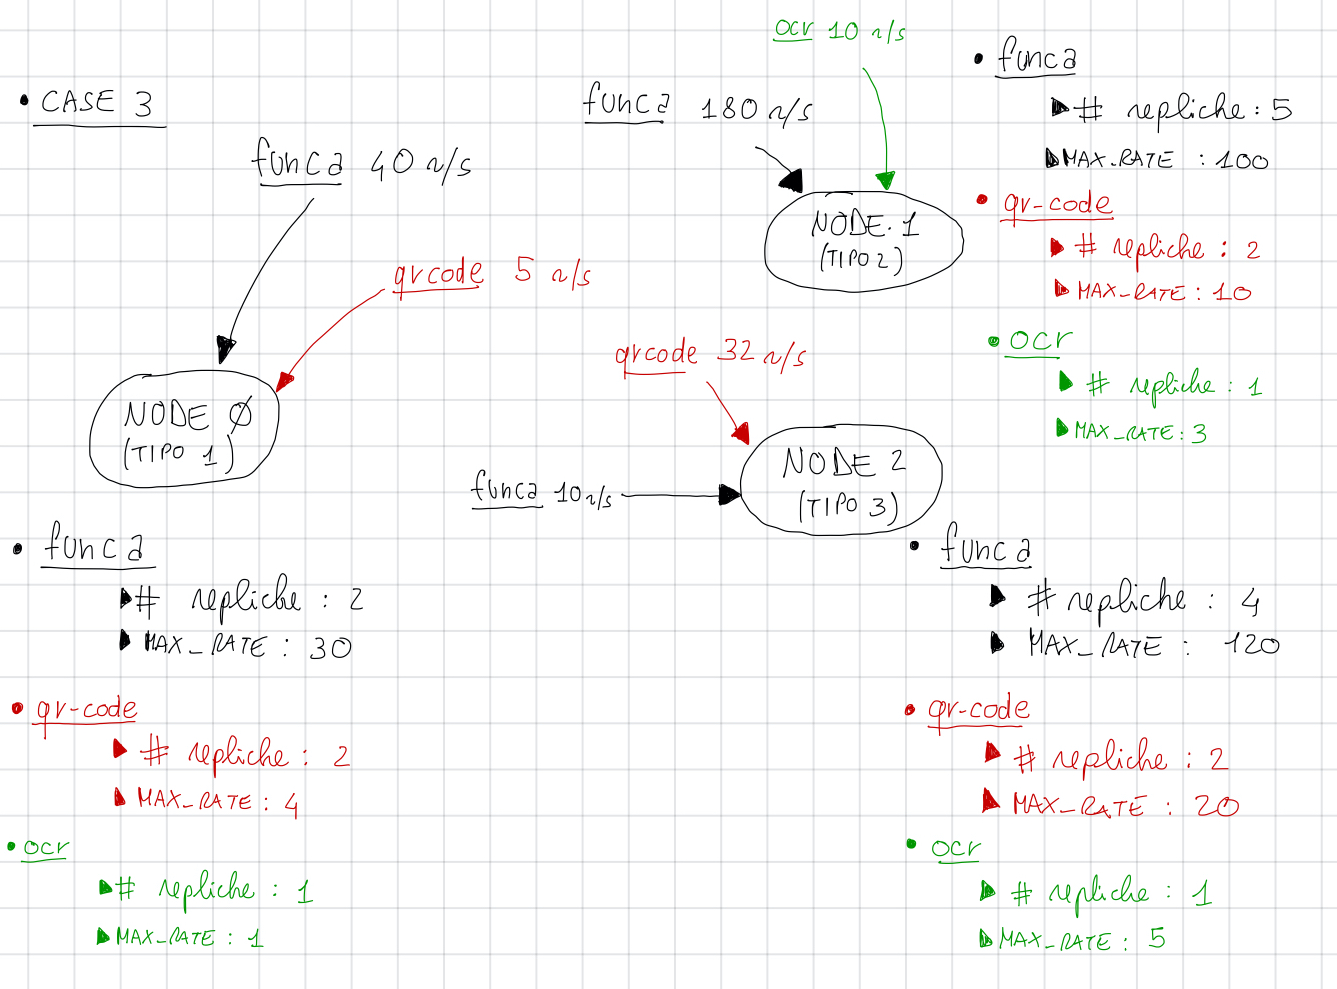 • CASE 3
funca 40 r/s
qrcode 5 r/s
NODE Ø
(TIPO 1)
• funca
# repliche : 2
MAX_RATE : 30
• qr-code
# repliche : 2
MAX_RATE : 4
• ocr
# repliche : 1
MAX_RATE : 1
ocr 10 r/s
funca 180 r/s
NODE 1
(TIPO 2)
• funca
# repliche : 5
MAX_RATE : 100
• qr-code
# repliche : 2
MAX_RATE : 10
• ocr
# repliche : 1
MAX_RATE : 3
qrcode 32 r/s
funca 10 r/s
NODE 2
(TIPO 3)
• funca
# repliche : 4
MAX_RATE : 120
• qr-code
# repliche : 2
MAX_RATE : 20
• ocr
# repliche : 1
MAX_RATE : 5